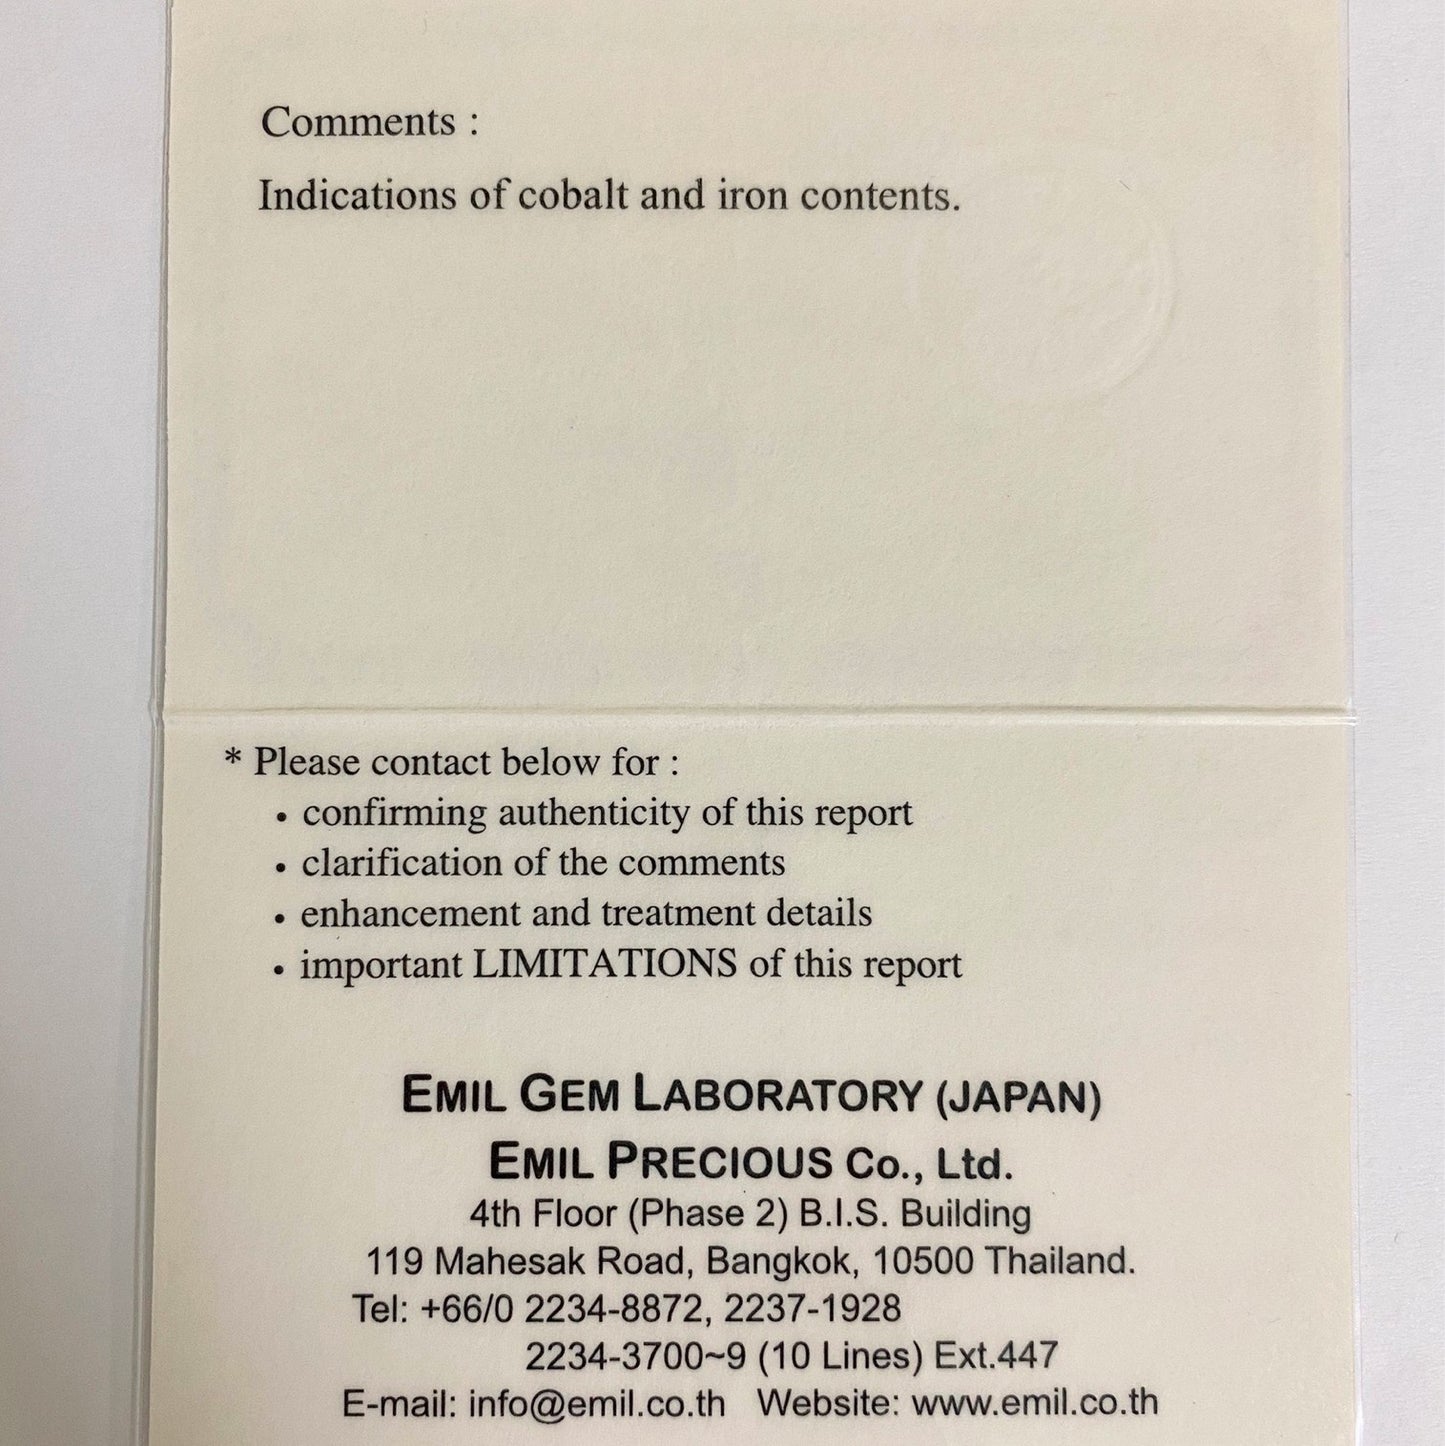 Comments :
Indications of cobalt and iron contents.
* Please contact below for :
• confirming authenticity of this report
• clarification of the comments
• enhancement and treatment details
• important LIMITATIONS of this report
EMIL GEM LABORATORY (JAPAN)
EMIL PRECIOUS Co., Ltd.
4th Floor (Phase 2) B.I.S. Building
119 Mahesak Road, Bangkok, 10500 Thailand.
Tel: +66/0 2234-8872, 2237-1928
2234-3700~9 (10 Lines) Ext.447
E-mail: info@emil.co.th Website: www.emil.co.th